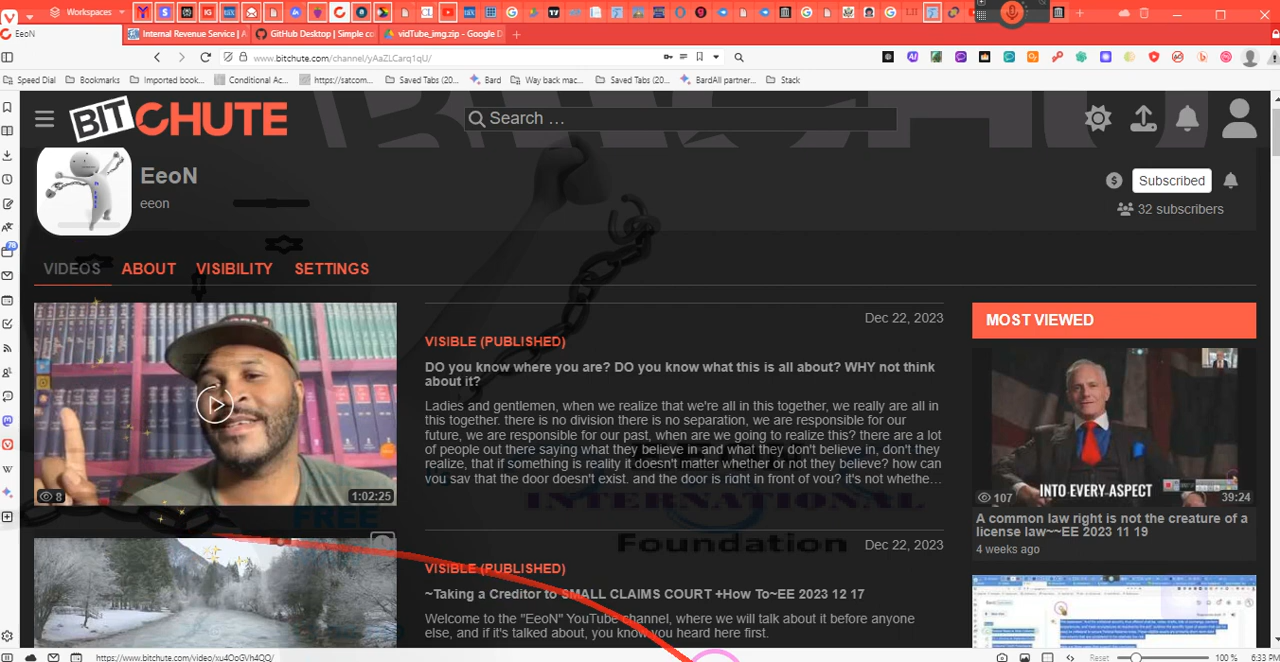 Workspaces
EeoN
Internal Revenue Service | A
GitHub Desktop | Simple co
vidTube_img.zip - Google D
www.bitchute.com/channel/yAaZLCarq1qU/
Speed Dial
Bookmarks
Imported book...
Conditional Ac...
https://satcom...
Saved Tabs (20...
Bard
Way back mac...
Saved Tabs (20...
BardAll partner...
Stack
BITCHUTE
Search …
EeoN
eeon
Subscribed
32 subscribers
VIDEOS
ABOUT
VISIBILITY
SETTINGS
8
1:02:25
Dec 22, 2023
VISIBLE (PUBLISHED)
DO you know where you are? DO you know what this is all about? WHY not think
about it?
Ladies and gentlemen, when we realize that we're all in this together, we really are all in
this together. there is no division there is no separation, we are responsible for our
future, we are responsible for our past, when are we going to realize this? there are a lot
of people out there saying what they believe in and what they don't believe in, don't they
realize, that if something is reality it doesn't matter whether or not they believe? how can
you say that the door doesn't exist. and the door is right in front of you? it's not whethe…
FREE
INTERNATIONAL
Foundation
MOST VIEWED
INTO EVERY ASPECT
107
39:24
A common law right is not the creature of a
license law~~EE 2023 11 19
4 weeks ago
Dec 22, 2023
VISIBLE (PUBLISHED)
~Taking a Creditor to SMALL CLAIMS COURT +How To~EE 2023 12 17
Welcome to the "EeoN" YouTube channel, where we will talk about it before anyone
else, and if it's talked about, you know you heard here first.
https://www.bitchute.com/video/xu4OoGVh4QQ/
Reset
100 %
6:33 PM